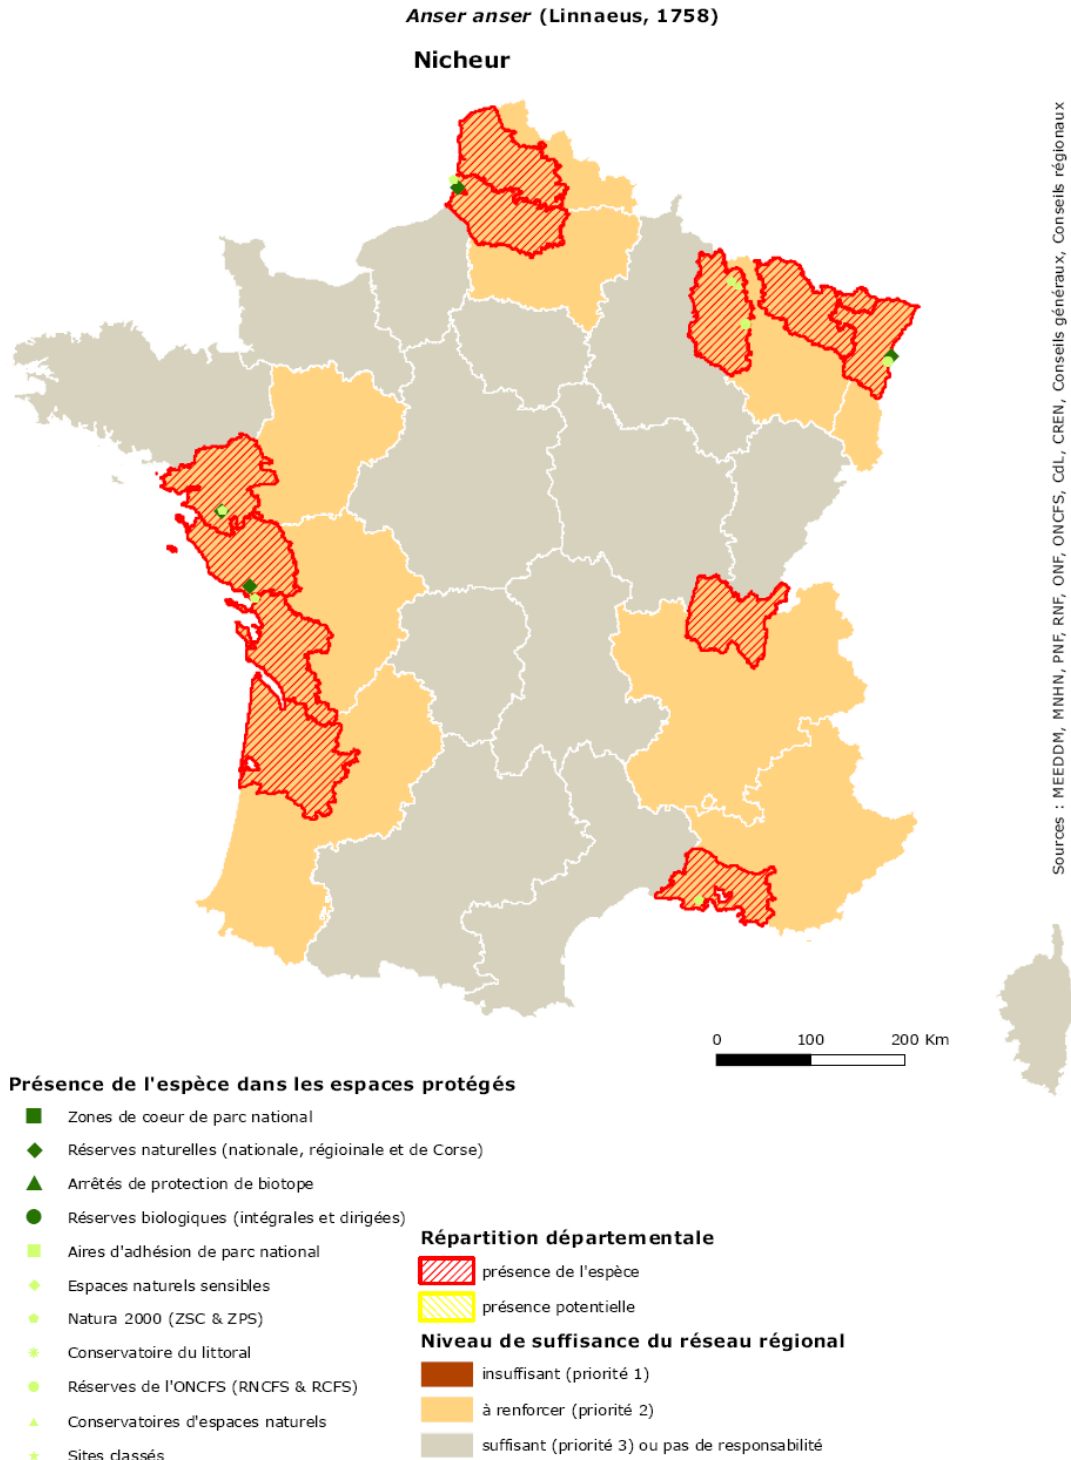 Anser anser (Linnaeus, 1758)
Nicheur
Sources : MEEDDM, MNHN, PNF, RNF, ONF, ONCFS, CdL, CREN, Conseils généraux, Conseils régionaux
0 100 200 Km
Présence de l'espèce dans les espaces protégés
Zones de coeur de parc national
Réserves naturelles (nationale, régioinale et de Corse)
Arrêtés de protection de biotope
Réserves biologiques (intégrales et dirigées)
Aires d'adhésion de parc national
Espaces naturels sensibles
Natura 2000 (ZSC & ZPS)
Conservatoire du littoral
Réserves de l'ONCFS (RNCFS & RCFS)
Conservatoires d'espaces naturels
Sites classés
Répartition départementale
présence de l'espèce
présence potentielle
Niveau de suffisance du réseau régional
insuffisant (priorité 1)
à renforcer (priorité 2)
suffisant (priorité 3) ou pas de responsabilité